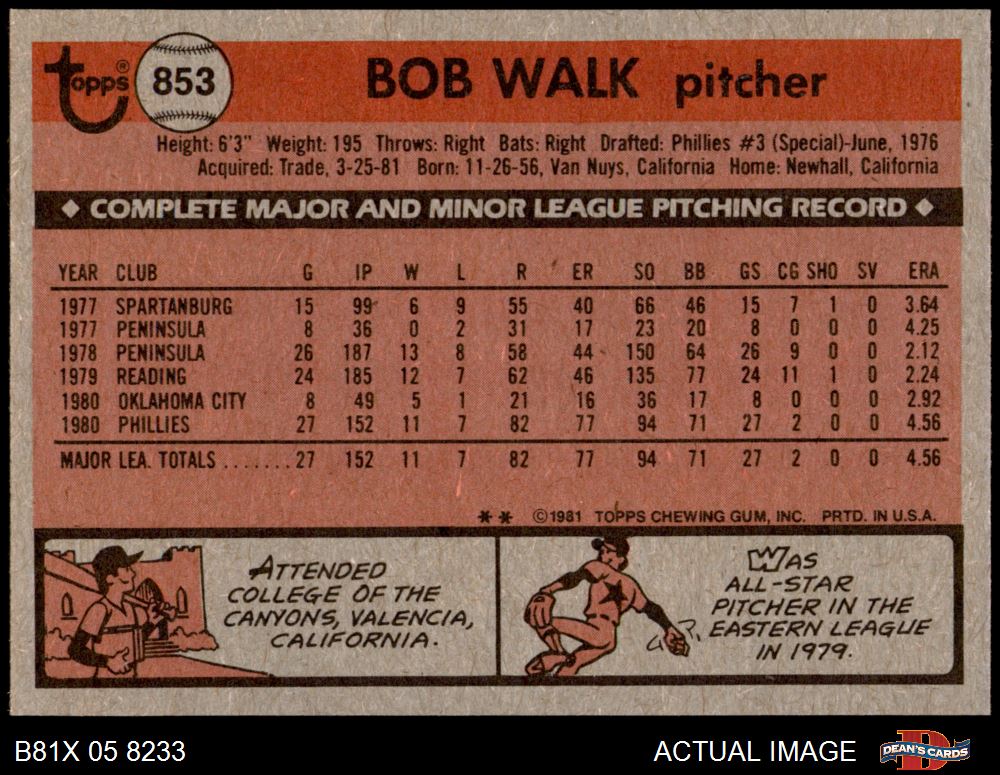 topps® 853 BOB WALK pitcher
Height: 6'3" Weight: 195 Throws: Right Bats: Right Drafted: Phillies #3 (Special)-June, 1976
Acquired: Trade, 3-25-81 Born: 11-26-56, Van Nuys, California Home: Newhall, California
◆ COMPLETE MAJOR AND MINOR LEAGUE PITCHING RECORD ◆
YEAR CLUB G IP W L R ER SO BB GS CG SHO SV ERA
1977 SPARTANBURG 15 99 6 9 55 40 66 46 15 7 1 0 3.64
1977 PENINSULA 8 36 0 2 31 17 23 20 8 0 0 0 4.25
1978 PENINSULA 26 187 13 8 58 44 150 64 26 9 0 0 2.12
1979 READING 24 185 12 7 62 46 135 77 24 11 1 0 2.24
1980 OKLAHOMA CITY 8 49 5 1 21 16 36 17 8 0 0 0 2.92
1980 PHILLIES 27 152 11 7 82 77 94 71 27 2 0 0 4.56
MAJOR LEA. TOTALS .......27 152 11 7 82 77 94 71 27 2 0 0 4.56
** ©1981 TOPPS CHEWING GUM, INC. PRTD. IN U.S.A.
ATTENDED
COLLEGE OF THE
CANYONS, VALENCIA,
CALIFORNIA.
WAS
ALL-STAR
PITCHER IN THE
EASTERN LEAGUE
IN 1979.
B81X 05 8233 ACTUAL IMAGE DEAN'S CARDS